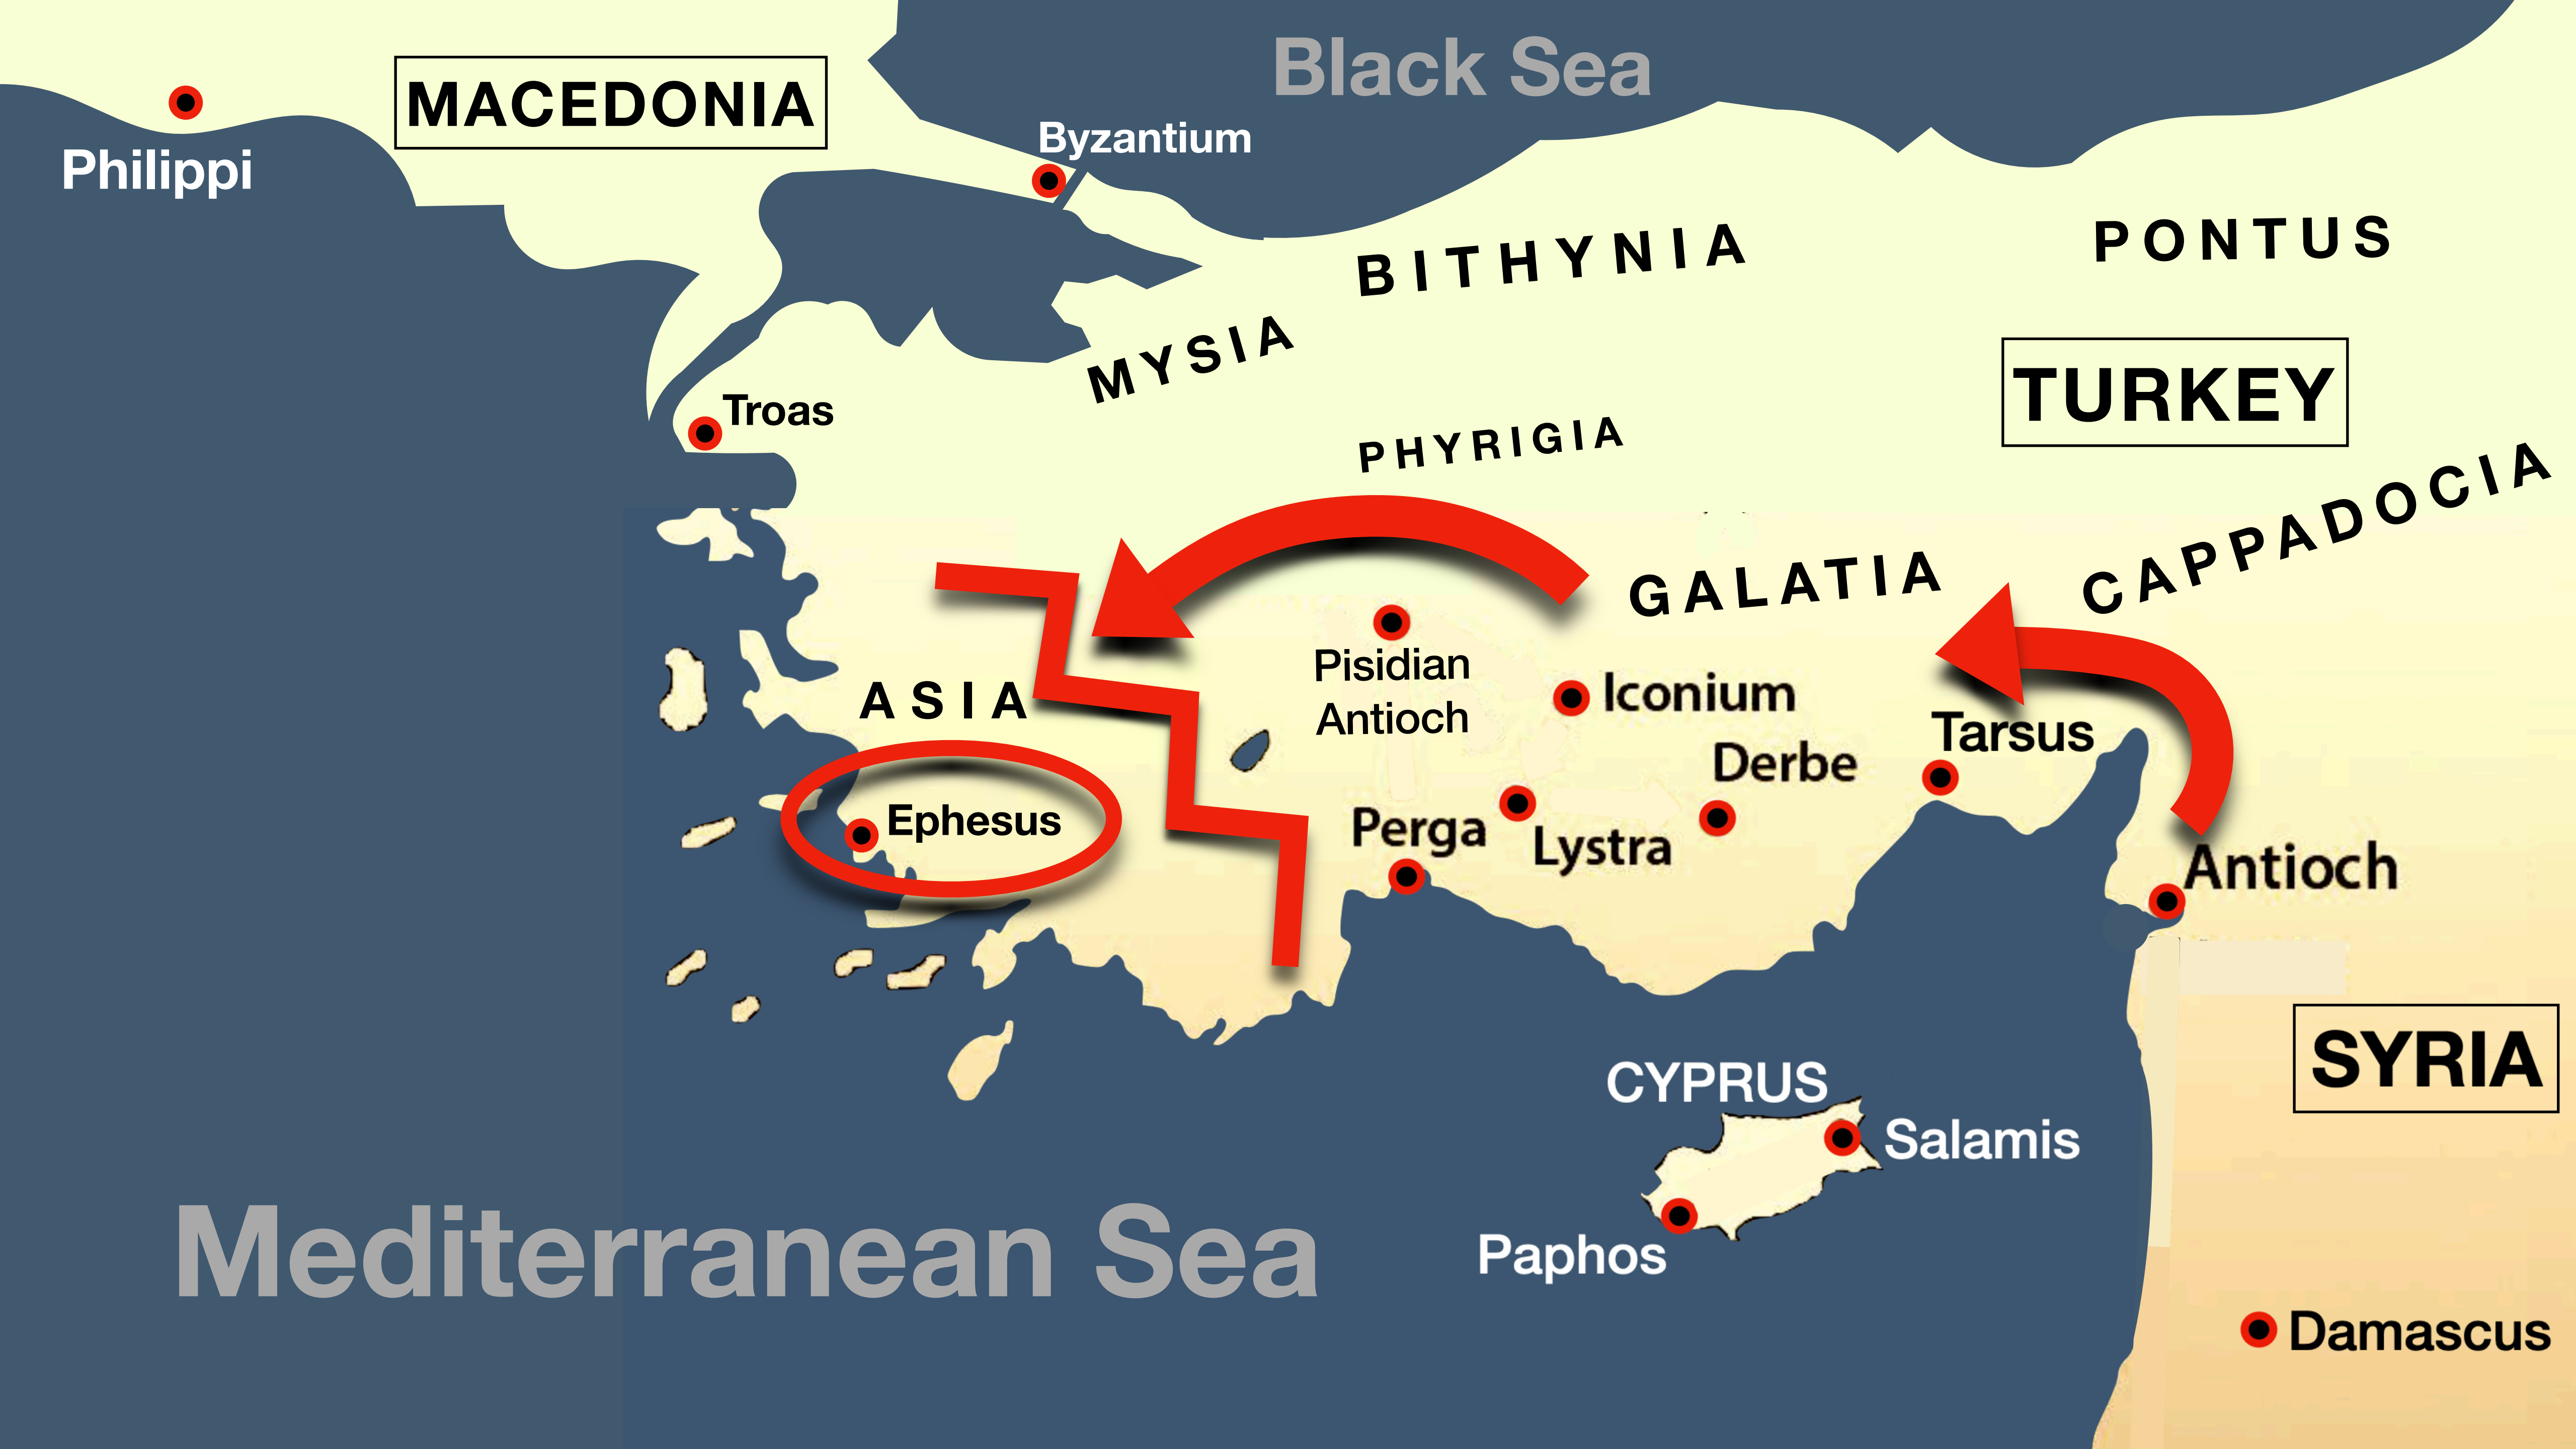 Black Sea
MACEDONIA
Philippi
Byzantium
BITHYNIA
PONTUS
MYSIA
TURKEY
Troas
PHYRIGIA
CAPPADOCIA
GALATIA
ASIA
Pisidian
Antioch
Iconium
Tarsus
Derbe
Ephesus
Perga
Lystra
Antioch
SYRIA
CYPRUS
Salamis
Mediterranean Sea
Paphos
Damascus